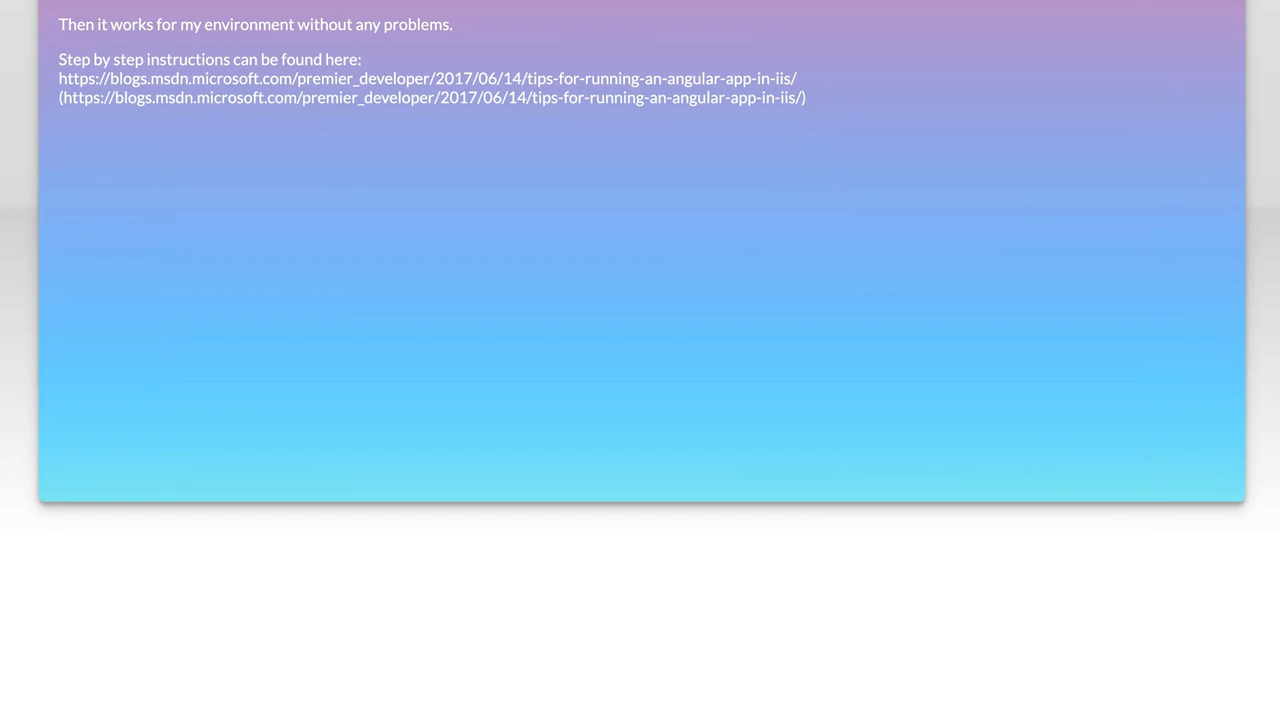 Then it works for my environment without any problems.
Step by step instructions can be found here:
https://blogs.msdn.microsoft.com/premier_developer/2017/06/14/tips-for-running-an-angular-app-in-iis/
(https://blogs.msdn.microsoft.com/premier_developer/2017/06/14/tips-for-running-an-angular-app-in-iis/)